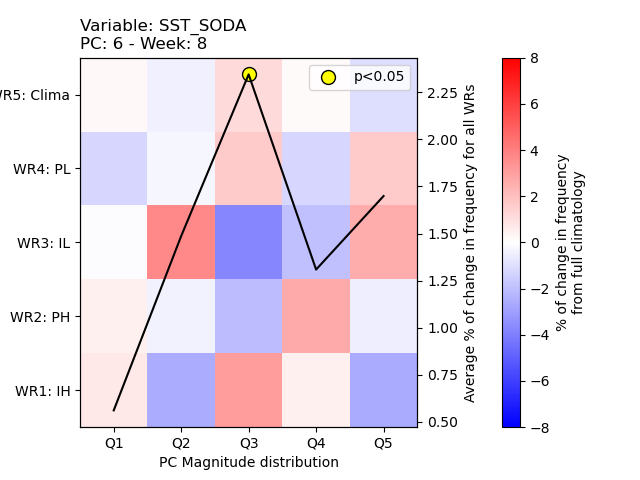 Variable: SST_SODA
PC: 6 - Week: 8
p<0.05
WR5: Clima
WR4: PL
WR3: IL
WR2: PH
WR1: IH
Q1 Q2 Q3 Q4 Q5
PC Magnitude distribution
2.25
2.00
1.75
1.50
1.25
1.00
0.75
0.50
Average % of change in frequency for all WRs
8
6
4
2
0
−2
−4
−6
−8
% of change in frequency
from full climatology